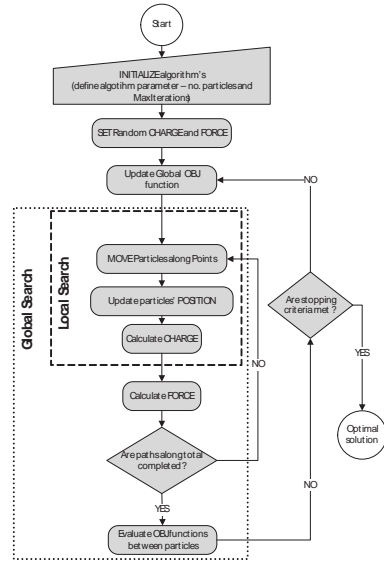 Start
INITIALIZE algorithm's
(define algotihm parameter – no. particles and
MaxIterations)
SET Random CHARGE and FORCE
Update Global OBJ
function
NO
Global Search
Local Search
MOVE Particles along Points
Update particles' POSITION
Calculate CHARGE
NO
Are stopping
criteria met ?
YES
Calculate FORCE
Optimal
solution
Are paths along total
completed ?
NO
YES
Evaluate OBJ functions
between particles